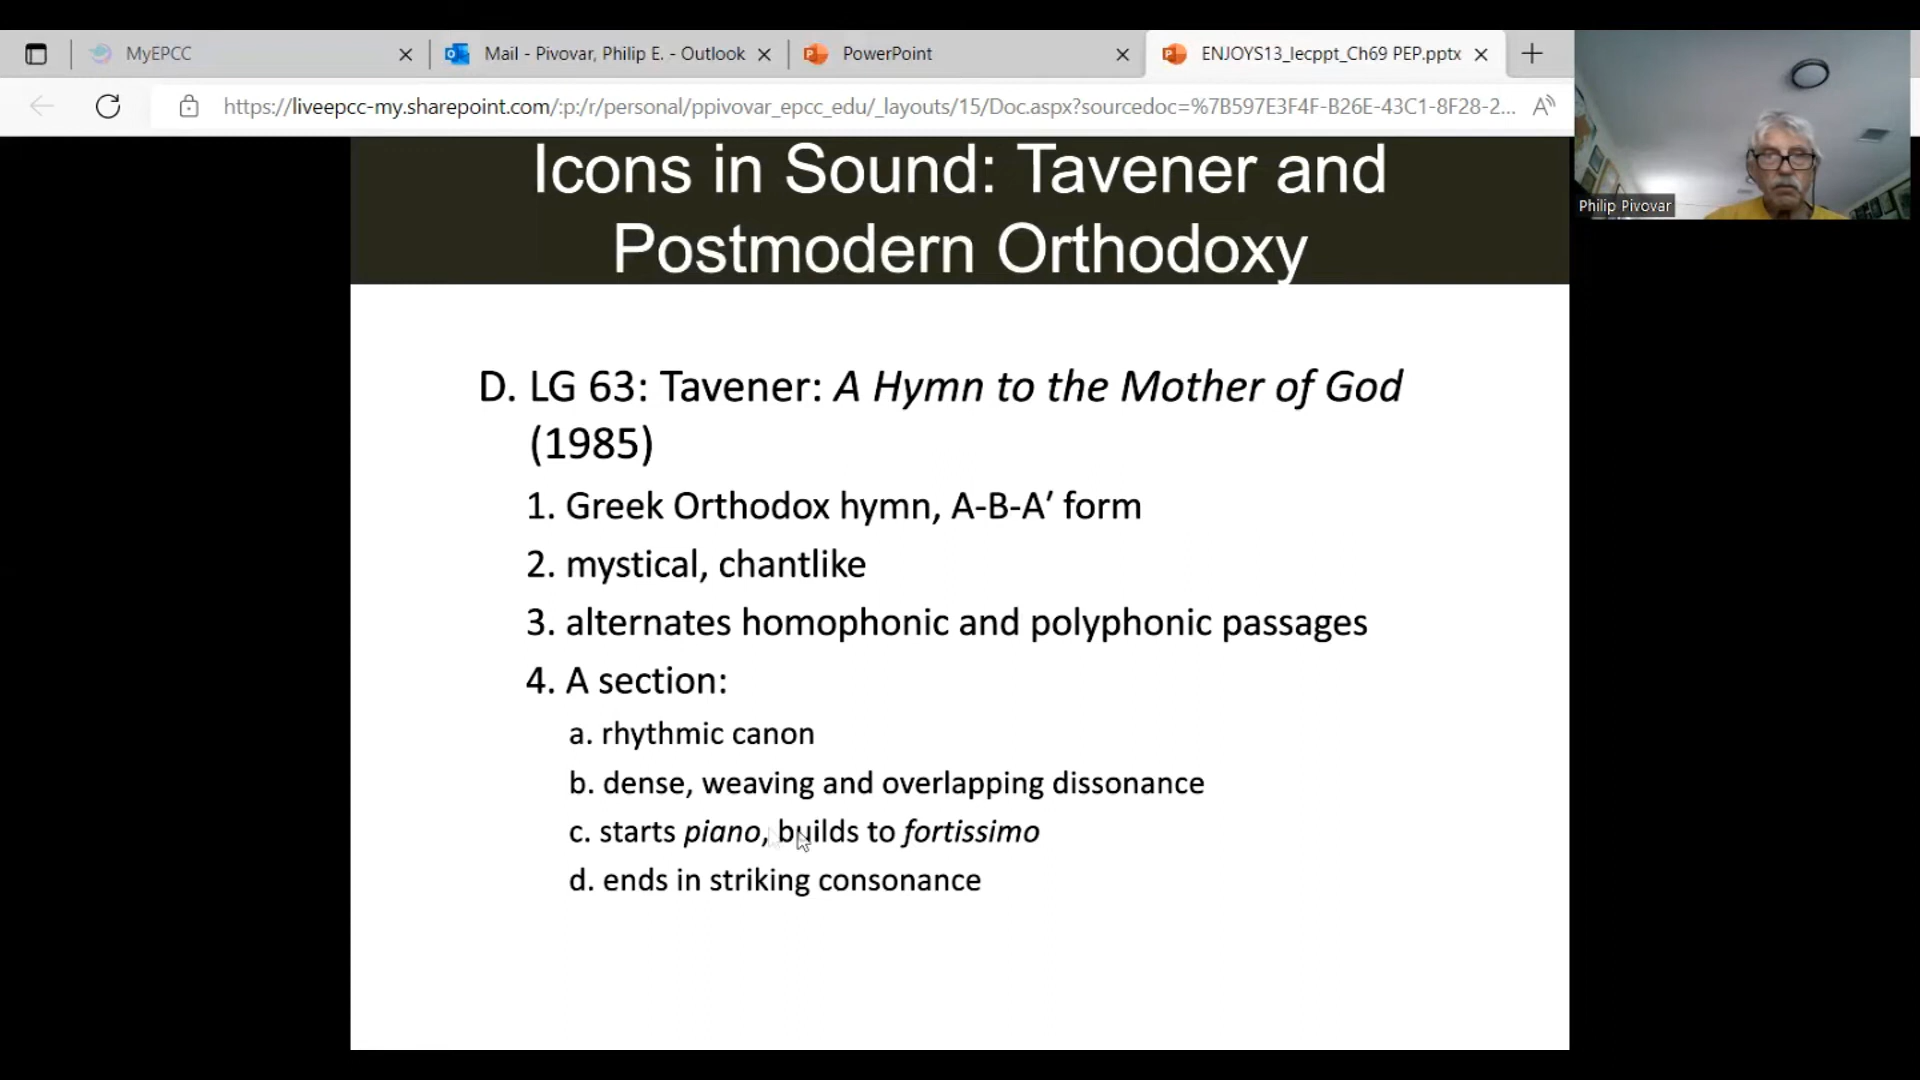 MyEPCC
Mail - Pivovar, Philip E. - Outlook
PowerPoint
ENJOYS13_lecppt_Ch69 PEP.pptx
https://liveepcc-my.sharepoint.com/:p:/r/personal/ppivovar_epcc_edu/_layouts/15/Doc.aspx?sourcedoc=%7B597E3F4F-B26E-43C1-8F28-2...
Philip Pivovar
Icons in Sound: Tavener and
Postmodern Orthodoxy
D. LG 63: Tavener: A Hymn to the Mother of God
(1985)
1. Greek Orthodox hymn, A-B-A′ form
2. mystical, chantlike
3. alternates homophonic and polyphonic passages
4. A section:
a. rhythmic canon
b. dense, weaving and overlapping dissonance
c. starts piano, builds to fortissimo
d. ends in striking consonance